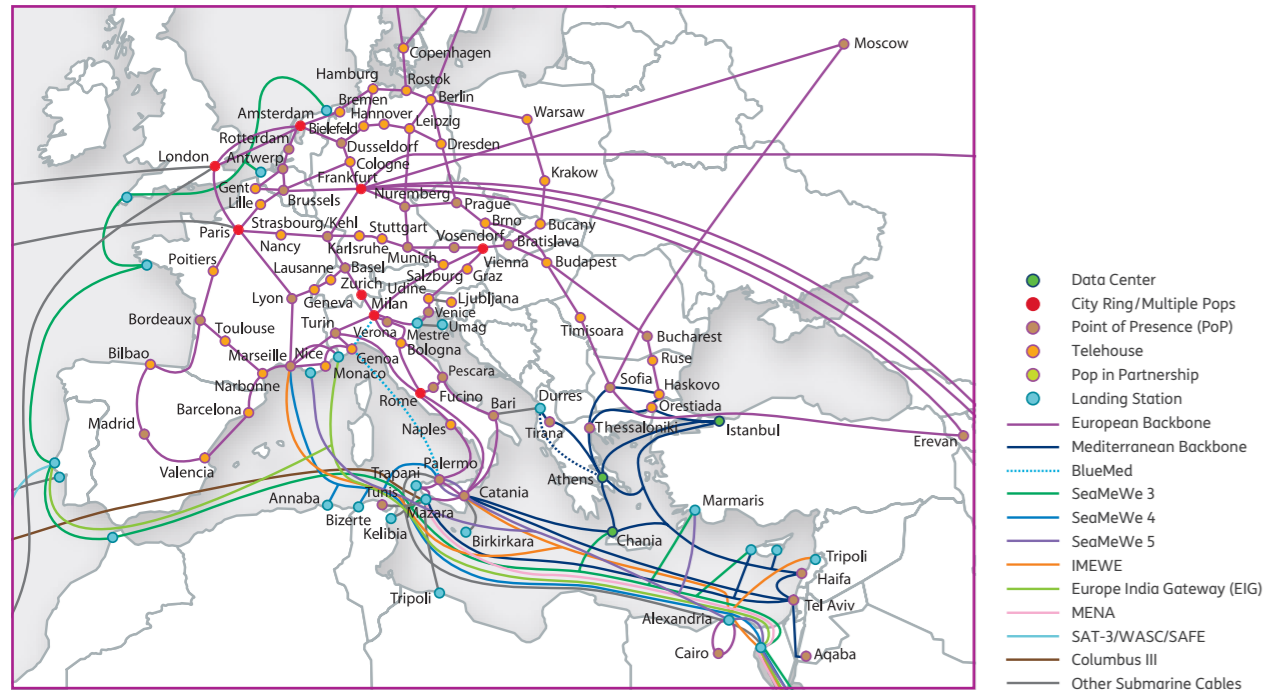 Moscow
Copenhagen
Hamburg
Rostok
Bremen
Berlin
Amsterdam
Hannover
Warsaw
Bielefeld
Leipzig
Rotterdam
Dusseldorf
Dresden
London
Antwerp
Cologne
Frankfurt
Krakow
Gent
Nuremberg
Lille
Brussels
Prague
Strasbourg/Kehl
Stuttgart
Brno
Bucany
Paris
Vosendorf
Bratislava
Nancy
Karlsruhe
Munich
Vienna
Poitiers
Lausanne
Basel
Salzburg
Budapest
Zurich
Graz
Udine
Lyon
Geneva
Milan
Ljubljana
Venice
Bordeaux
Turin
Umag
Timisoara
Toulouse
Verona
Mestre
Bucharest
Bilbao
Marseille
Nice
Genoa
Bologna
Ruse
Monaco
Pescara
Narbonne
Sofia
Haskovo
Rome
Fucino
Durres
Barcelona
Bari
Orestiada
Madrid
Naples
Tirana
Thessaloniki
Istanbul
Erevan
Valencia
Palermo
Trapani
Athens
Annaba
Tunis
Catania
Marmaris
Bizerte
Mazara
Kelibia
Birkirkara
Chania
Tripoli
Haifa
Tripoli
Tel Aviv
Alexandria
Cairo
Aqaba
Data Center
City Ring/Multiple Pops
Point of Presence (PoP)
Telehouse
Pop in Partnership
Landing Station
European Backbone
Mediterranean Backbone
BlueMed
SeaMeWe 3
SeaMeWe 4
SeaMeWe 5
IMEWE
Europe India Gateway (EIG)
MENA
SAT-3/WASC/SAFE
Columbus III
Other Submarine Cables